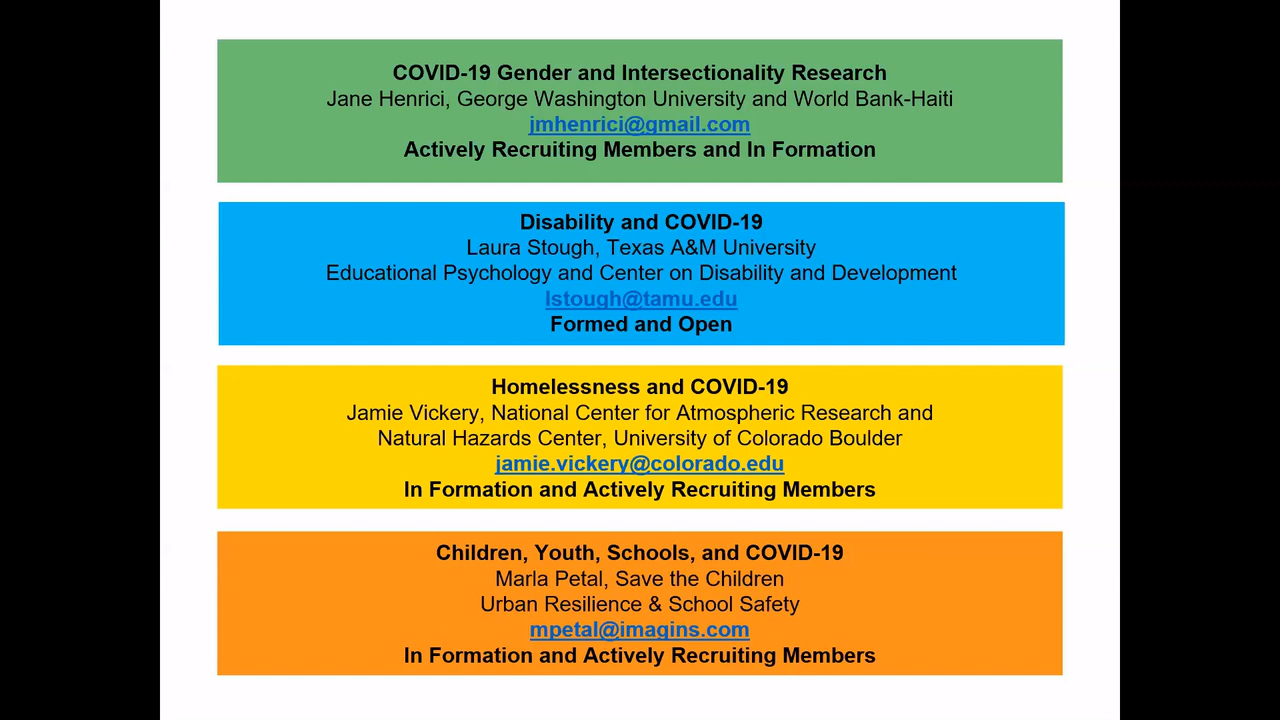 COVID-19 Gender and Intersectionality Research
Jane Henrici, George Washington University and World Bank-Haiti
jmhenrici@gmail.com
Actively Recruiting Members and In Formation
Disability and COVID-19
Laura Stough, Texas A&M University
Educational Psychology and Center on Disability and Development
lstough@tamu.edu
Formed and Open
Homelessness and COVID-19
Jamie Vickery, National Center for Atmospheric Research and
Natural Hazards Center, University of Colorado Boulder
jamie.vickery@colorado.edu
In Formation and Actively Recruiting Members
Children, Youth, Schools, and COVID-19
Marla Petal, Save the Children
Urban Resilience & School Safety
mpetal@imagins.com
In Formation and Actively Recruiting Members